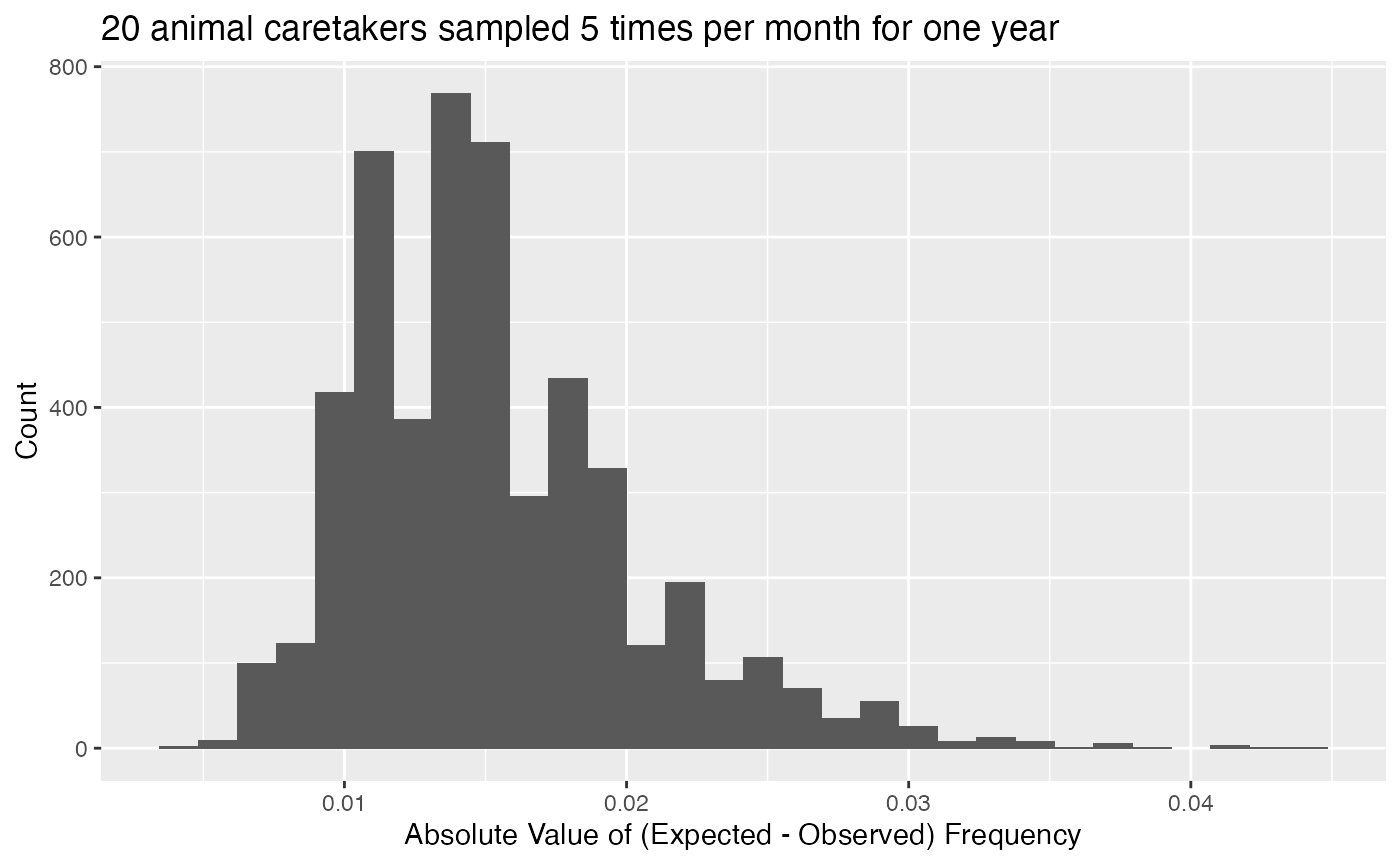 20 animal caretakers sampled 5 times per month for one year
800
600
400
200
0
Count
0.01 0.02 0.03 0.04
Absolute Value of (Expected - Observed) Frequency